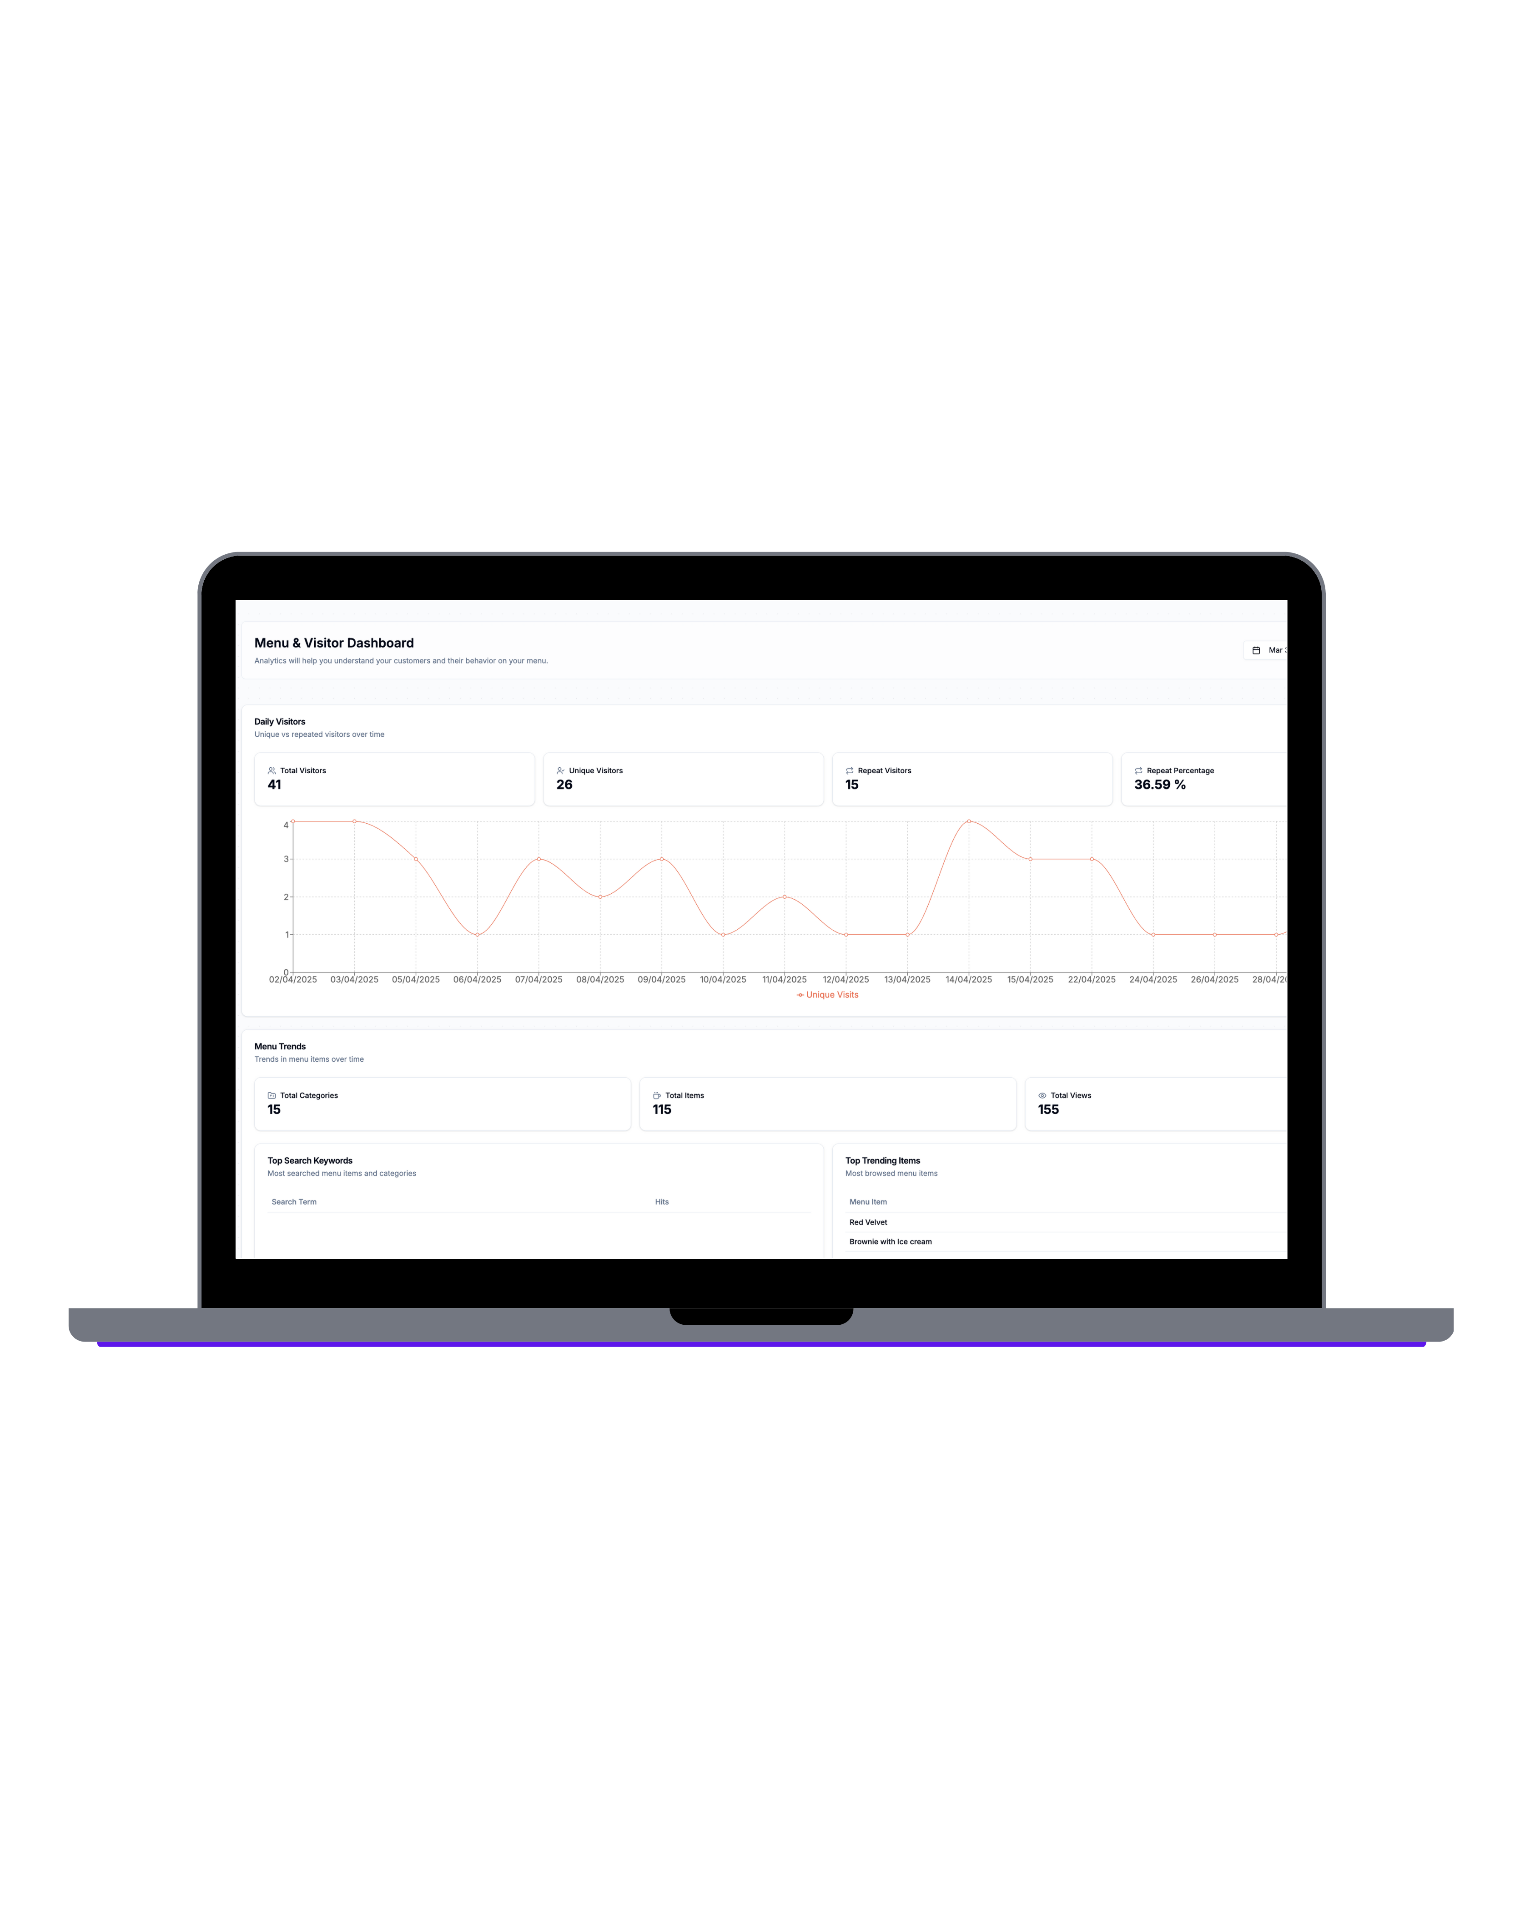 Menu & Visitor Dashboard
Analytics will help you understand your customers and their behavior on your menu.
Mar
Daily Visitors
Unique vs repeated visitors over time
Total Visitors
41
Unique Visitors
26
Repeat Visitors
15
Repeat Percentage
36.59 %
4
3
2
1
0
02/04/2025 03/04/2025 05/04/2025 06/04/2025 07/04/2025 08/04/2025 09/04/2025 10/04/2025 11/04/2025 12/04/2025 13/04/2025 14/04/2025 15/04/2025 22/04/2025 24/04/2025 26/04/2025 28/04/2
Unique Visits
Menu Trends
Trends in menu items over time
Total Categories
15
Total Items
115
Total Views
155
Top Search Keywords
Most searched menu items and categories
Search Term Hits
Top Trending Items
Most browsed menu items
Menu Item
Red Velvet
Brownie with Ice cream